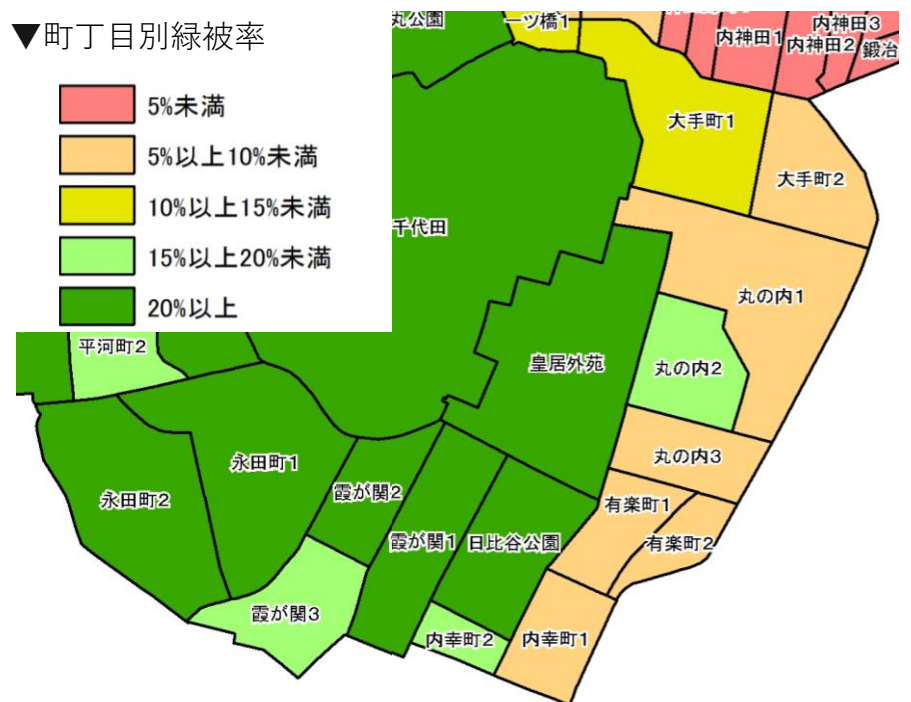 ▼町丁目別緑被率
5%未満
5%以上10%未満
10%以上15%未満
15%以上20%未満
20%以上
丸公園
一ツ橋1
内神田1
内神田2
内神田3
鍛冶
大手町1
大手町2
千代田
丸の内1
皇居外苑
丸の内2
平河町2
丸の内3
永田町1
永田町2
霞が関2
有楽町1
霞が関1
日比谷公園
有楽町2
霞が関3
内幸町2
内幸町1